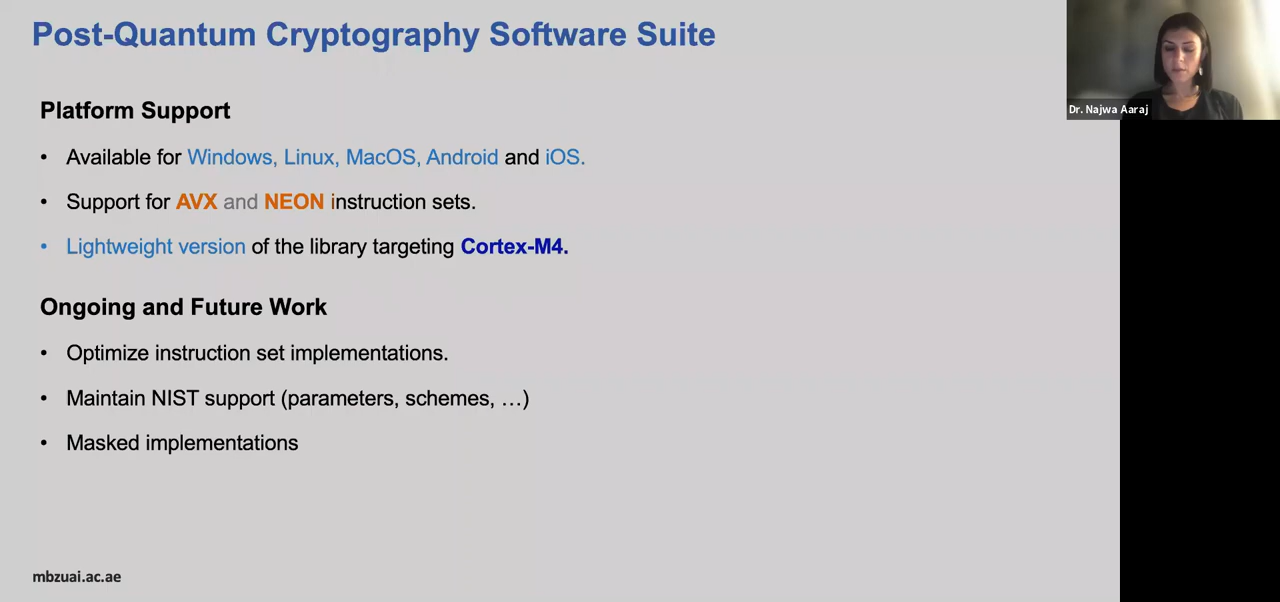 Post-Quantum Cryptography Software Suite
Dr. Najwa Aaraj
Platform Support
• Available for Windows, Linux, MacOS, Android and iOS.
• Support for AVX and NEON instruction sets.
• Lightweight version of the library targeting Cortex-M4.
Ongoing and Future Work
• Optimize instruction set implementations.
• Maintain NIST support (parameters, schemes, …)
• Masked implementations
mbzuai.ac.ae